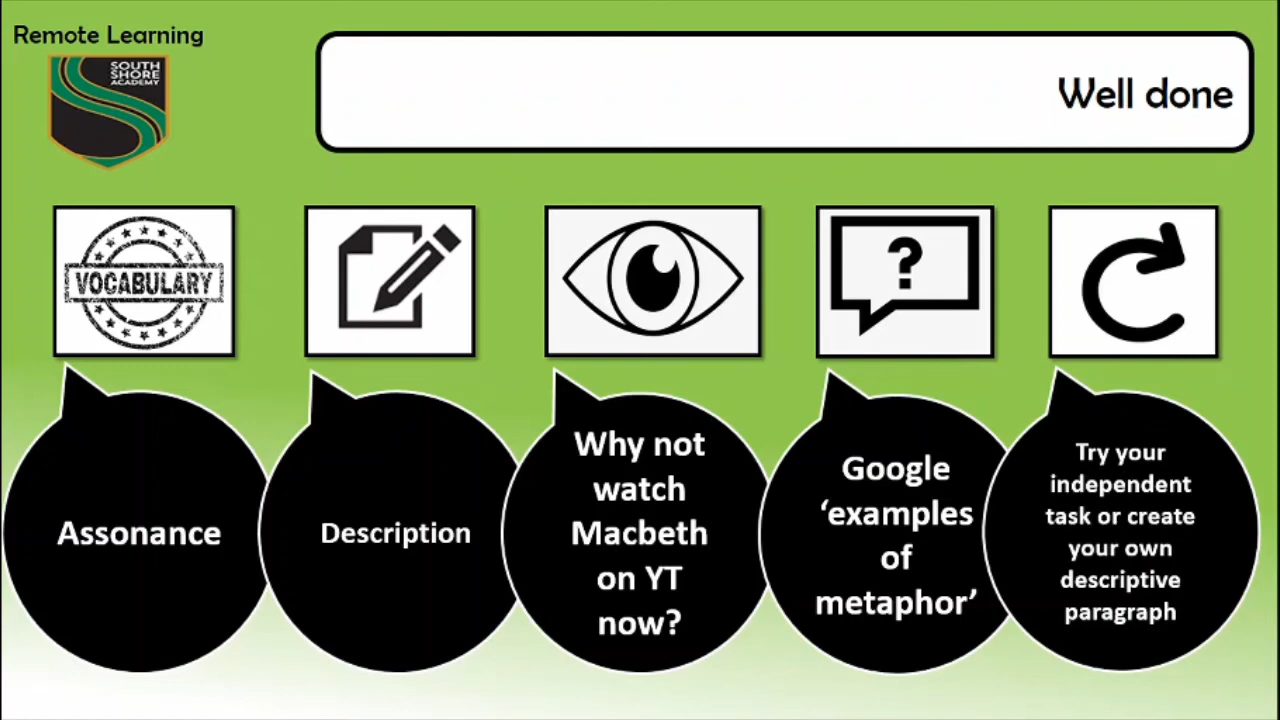 Remote Learning
SOUTH
SHORE
ACADEMY
Well done
VOCABULARY
?
Assonance
Description
Why not
watch
Macbeth
on YT
now?
Google
‘examples
of
metaphor’
Try your
independent
task or create
your own
descriptive
paragraph